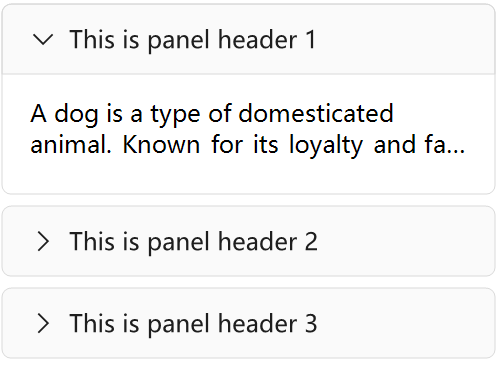 This is panel header 1
A dog is a type of domesticated
animal. Known for its loyalty and fa...
This is panel header 2
This is panel header 3